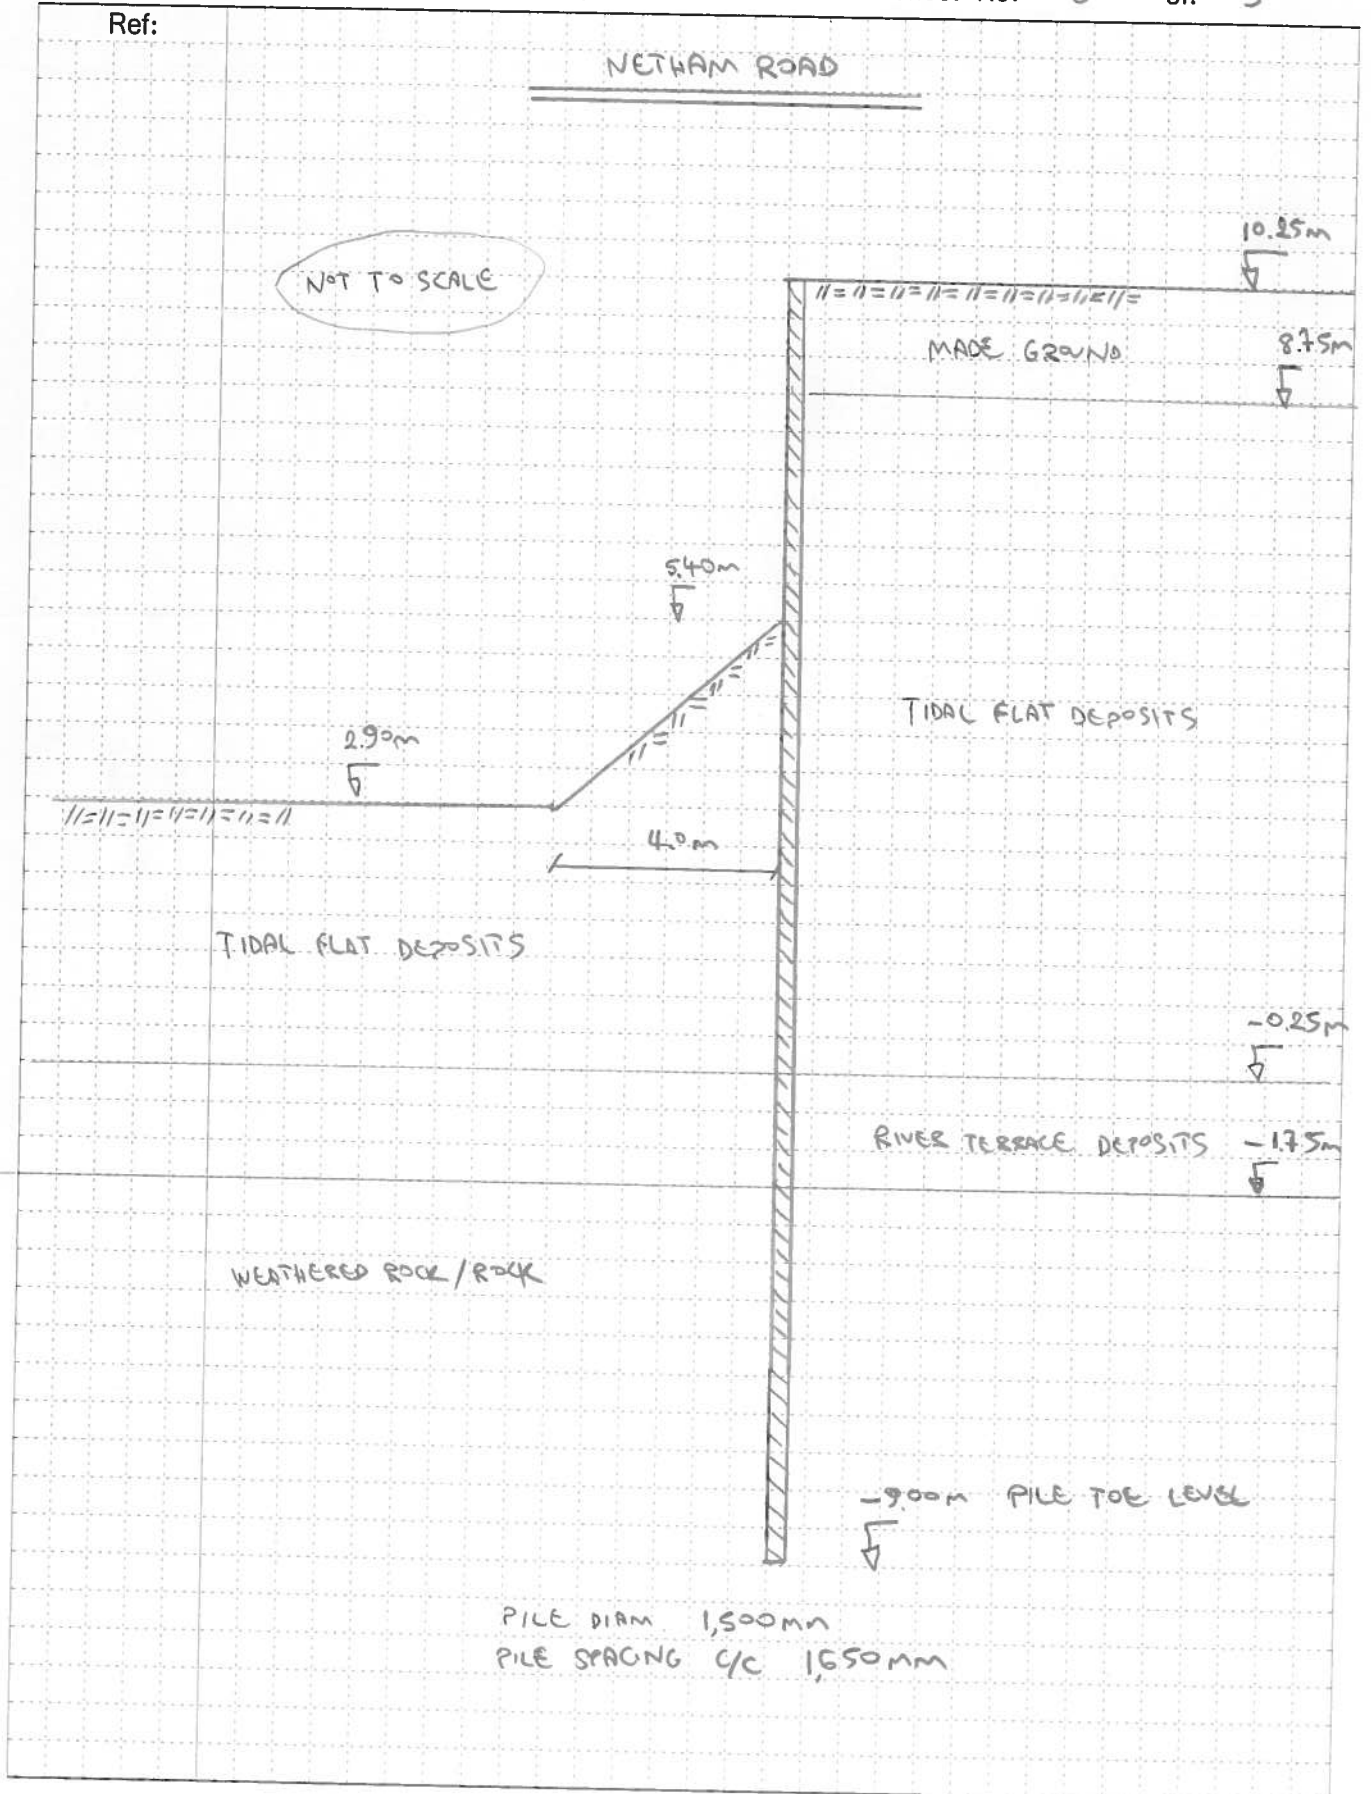 Ref:
NETHAM ROAD
10.25m
NOT TO SCALE
MADE GROUND
8.75m
5.40m
TIDAL FLAT DEPOSITS
2.90m
4.0m
TIDAL FLAT DEPOSITS
-0.25m
RIVER TERRACE DEPOSITS -1.75m
WEATHERED ROCK/ROCK
-9.00m PILE TOE LEVEL
PILE DIAM 1,500mm
PILE SPACING C/C 1,650mm